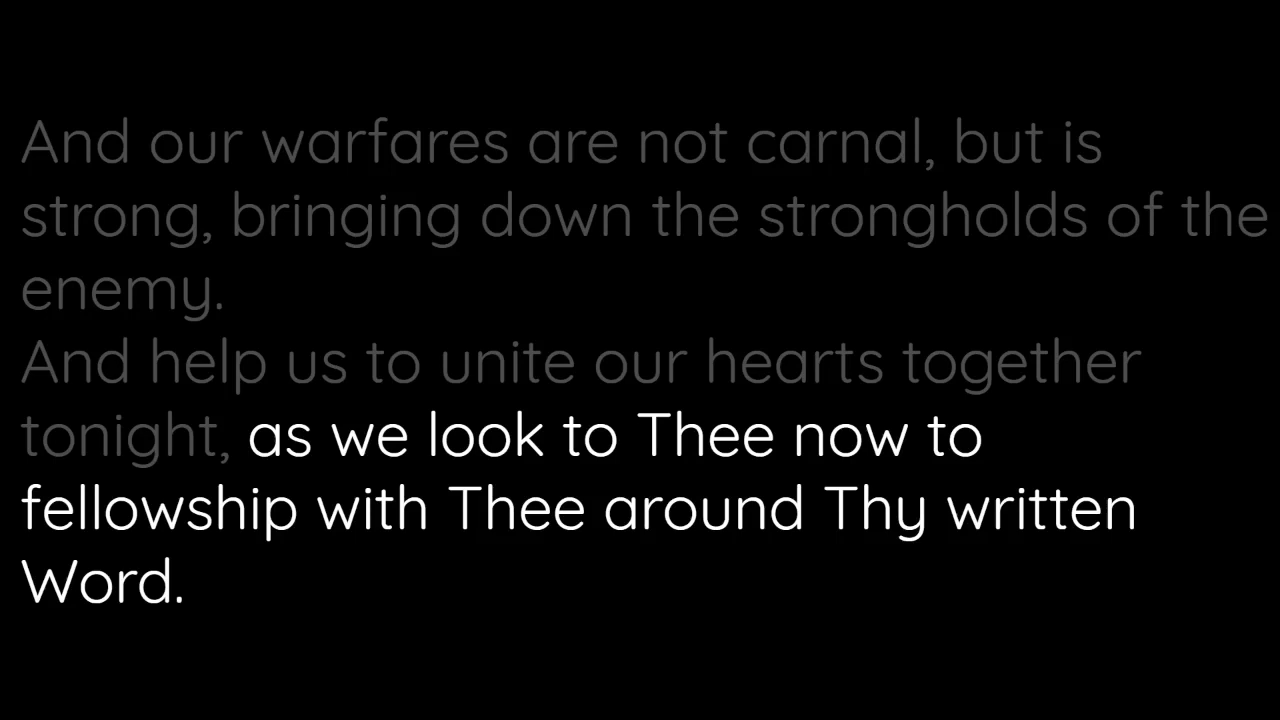 And our warfares are not carnal, but is
strong, bringing down the strongholds of the
enemy.
And help us to unite our hearts together
tonight, as we look to Thee now to
fellowship with Thee around Thy written
Word.